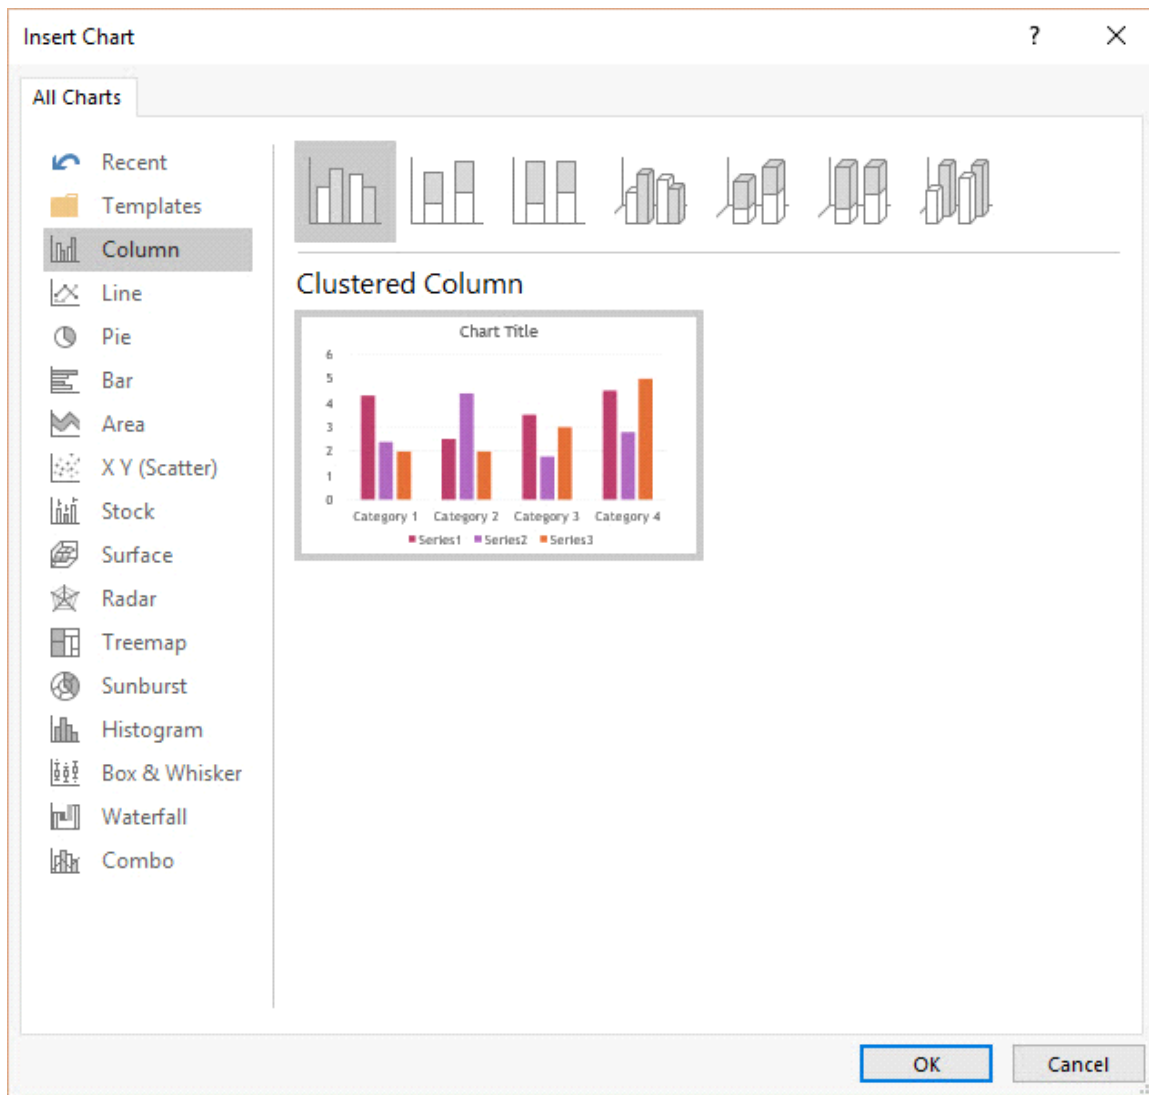 Insert Chart
?
All Charts
Recent
Templates
Column
Line
Pie
Bar
Area
X Y (Scatter)
Stock
Surface
Radar
Treemap
Sunburst
Histogram
Box & Whisker
Waterfall
Combo
Clustered Column
Chart Title
6
5
4
3
2
1
0
Category 1 Category 2 Category 3 Category 4
Series1 Series2 Series3
OK Cancel